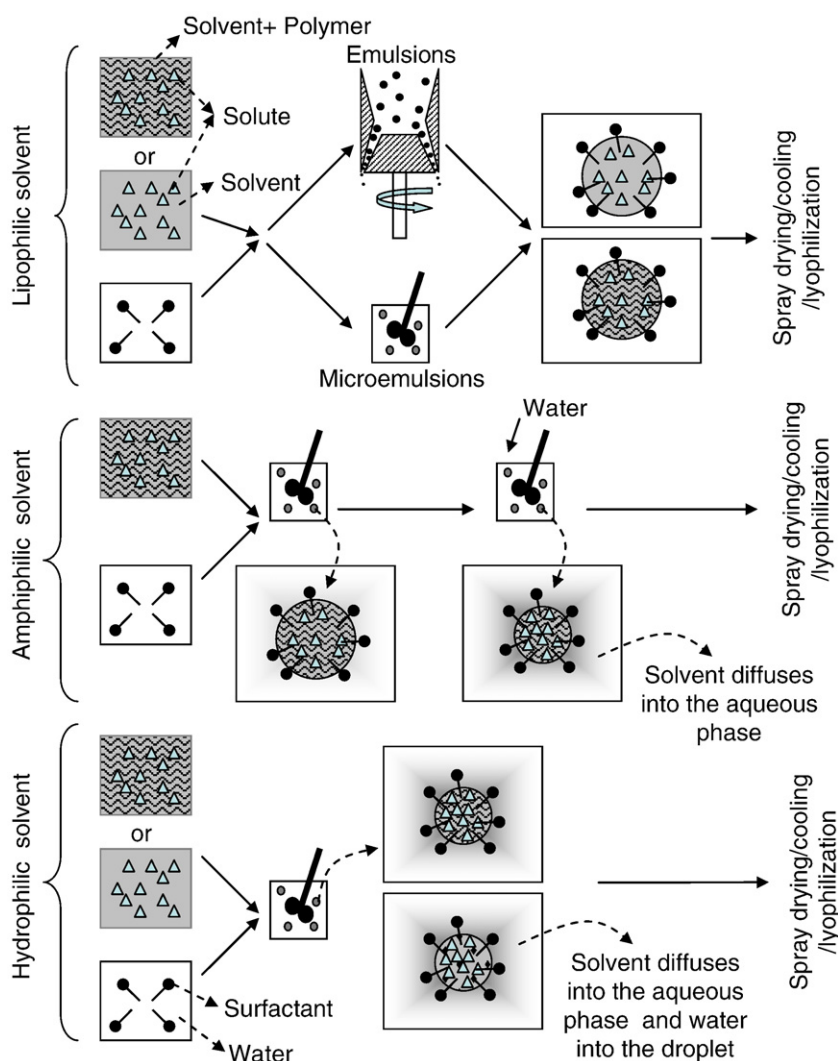 Solvent+ Polymer
Emulsions
Solute
or
Solvent
Microemulsions
Lipophilic solvent
Spray drying/cooling
/lyophilization
Water
Amphiphilic solvent
Spray drying/cooling
/lyophilization
Solvent diffuses
into the aqueous
phase
or
Hydrophilic solvent
Surfactant
Water
Solvent diffuses
into the aqueous
phase and water
into the droplet
Spray drying/cooling
/lyophilization